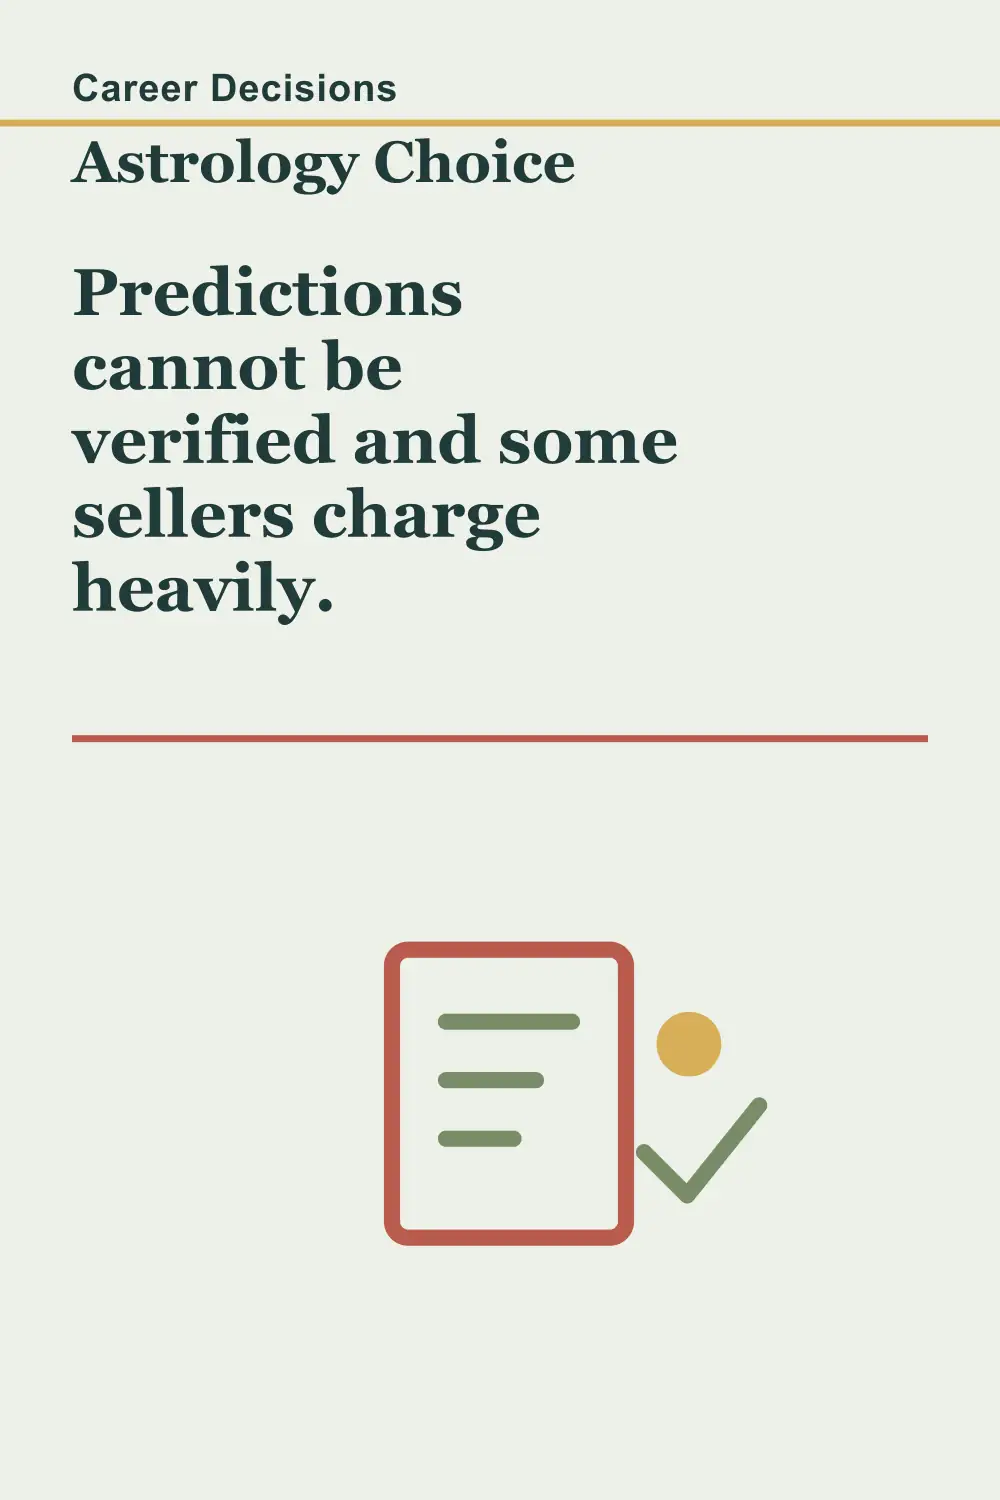 Career Decisions
Astrology Choice
Predictions
cannot be
verified and some
sellers charge
heavily.